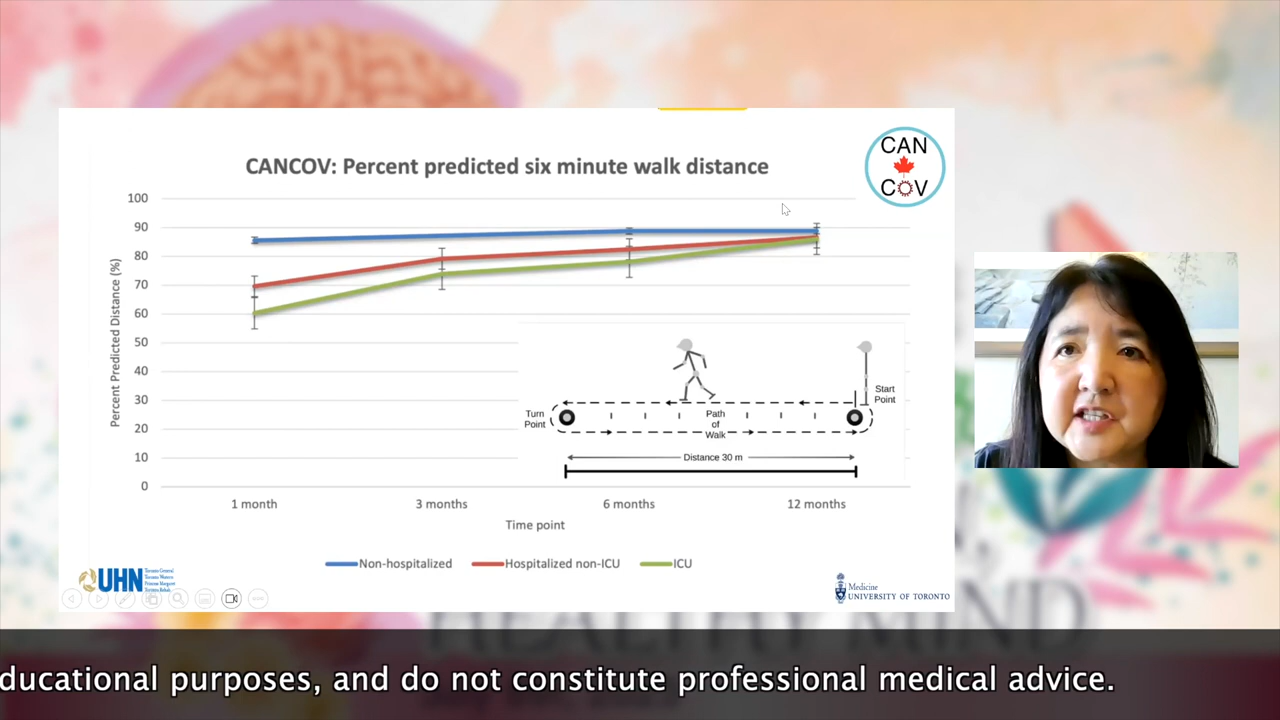 CANCOV: Percent predicted six minute walk distance
CAN
COV
100
90
80
70
60
50
40
30
20
10
0
Percent Predicted Distance (%)
Turn
Point
Path
of
Walk
Start
Point
Distance 30 m
1 month
3 months
6 months
12 months
Time point
Non-hospitalized
Hospitalized non-ICU
ICU
UHN
Toronto General
Toronto Western
Princess Margaret
Toronto Rehab
Medicine
UNIVERSITY OF TORONTO
HEALTHY MIND
ducational purposes, and do not constitute professional medical advice.